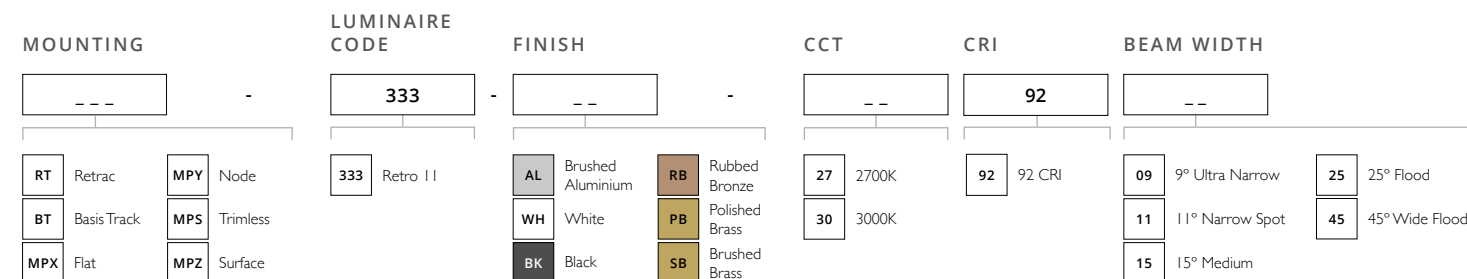 MOUNTING
LUMINAIRE
CODE
FINISH
CCT
CRI
BEAM WIDTH
_ _ _
-
333
-
_ _
-
_ _
92
_ _
RT Retrac
MPY Node
BT Basis Track
MPS Trimless
MPX Flat
MPZ Surface
333 Retro 11
AL Brushed
Aluminium
RB Rubbed
Bronze
WH White
PB Polished
Brass
BK Black
SB Brushed
Brass
27 2700K
30 3000K
92 92 CRI
09 9º Ultra Narrow
25 25º Flood
11 11º Narrow Spot
45 45º Wide Flood
15 15º Medium